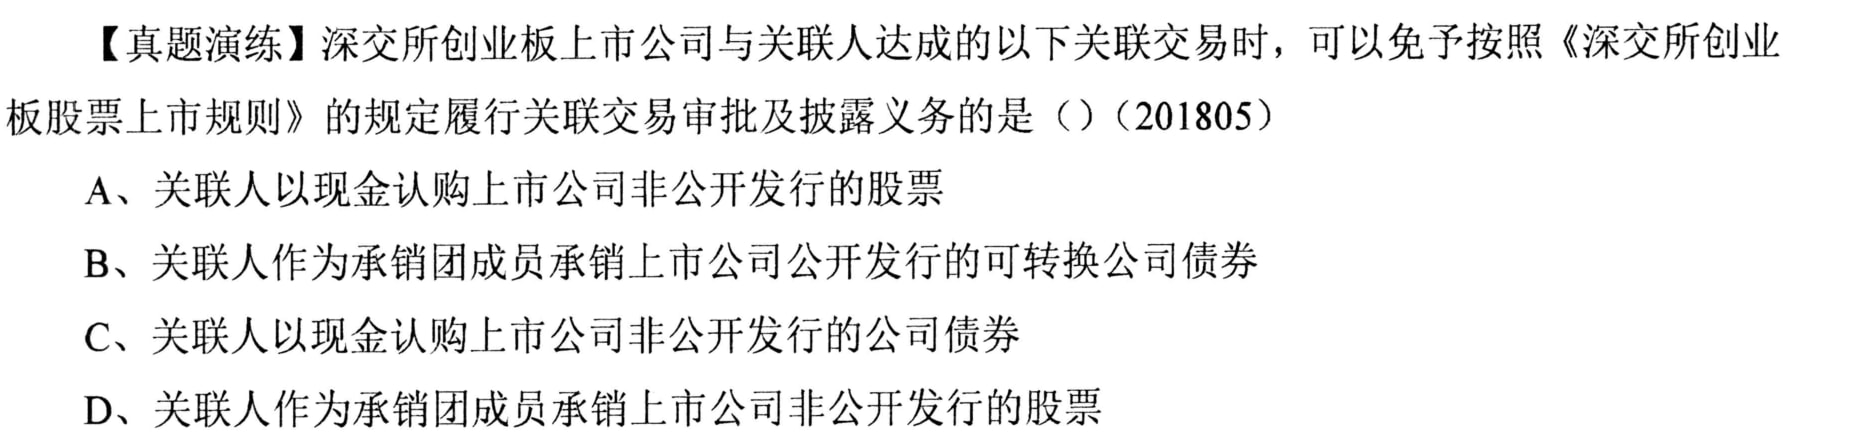 【真题演练】深交所创业板上市公司与关联人达成的以下关联交易时，可以免予按照《深交所创业
板股票上市规则》的规定履行关联交易审批及披露义务的是（）（201805）
A、关联人以现金认购上市公司非公开发行的股票
B、关联人作为承销团成员承销上市公司公开发行的可转换公司债券
C、关联人以现金认购上市公司非公开发行的公司债券
D、关联人作为承销团成员承销上市公司非公开发行的股票